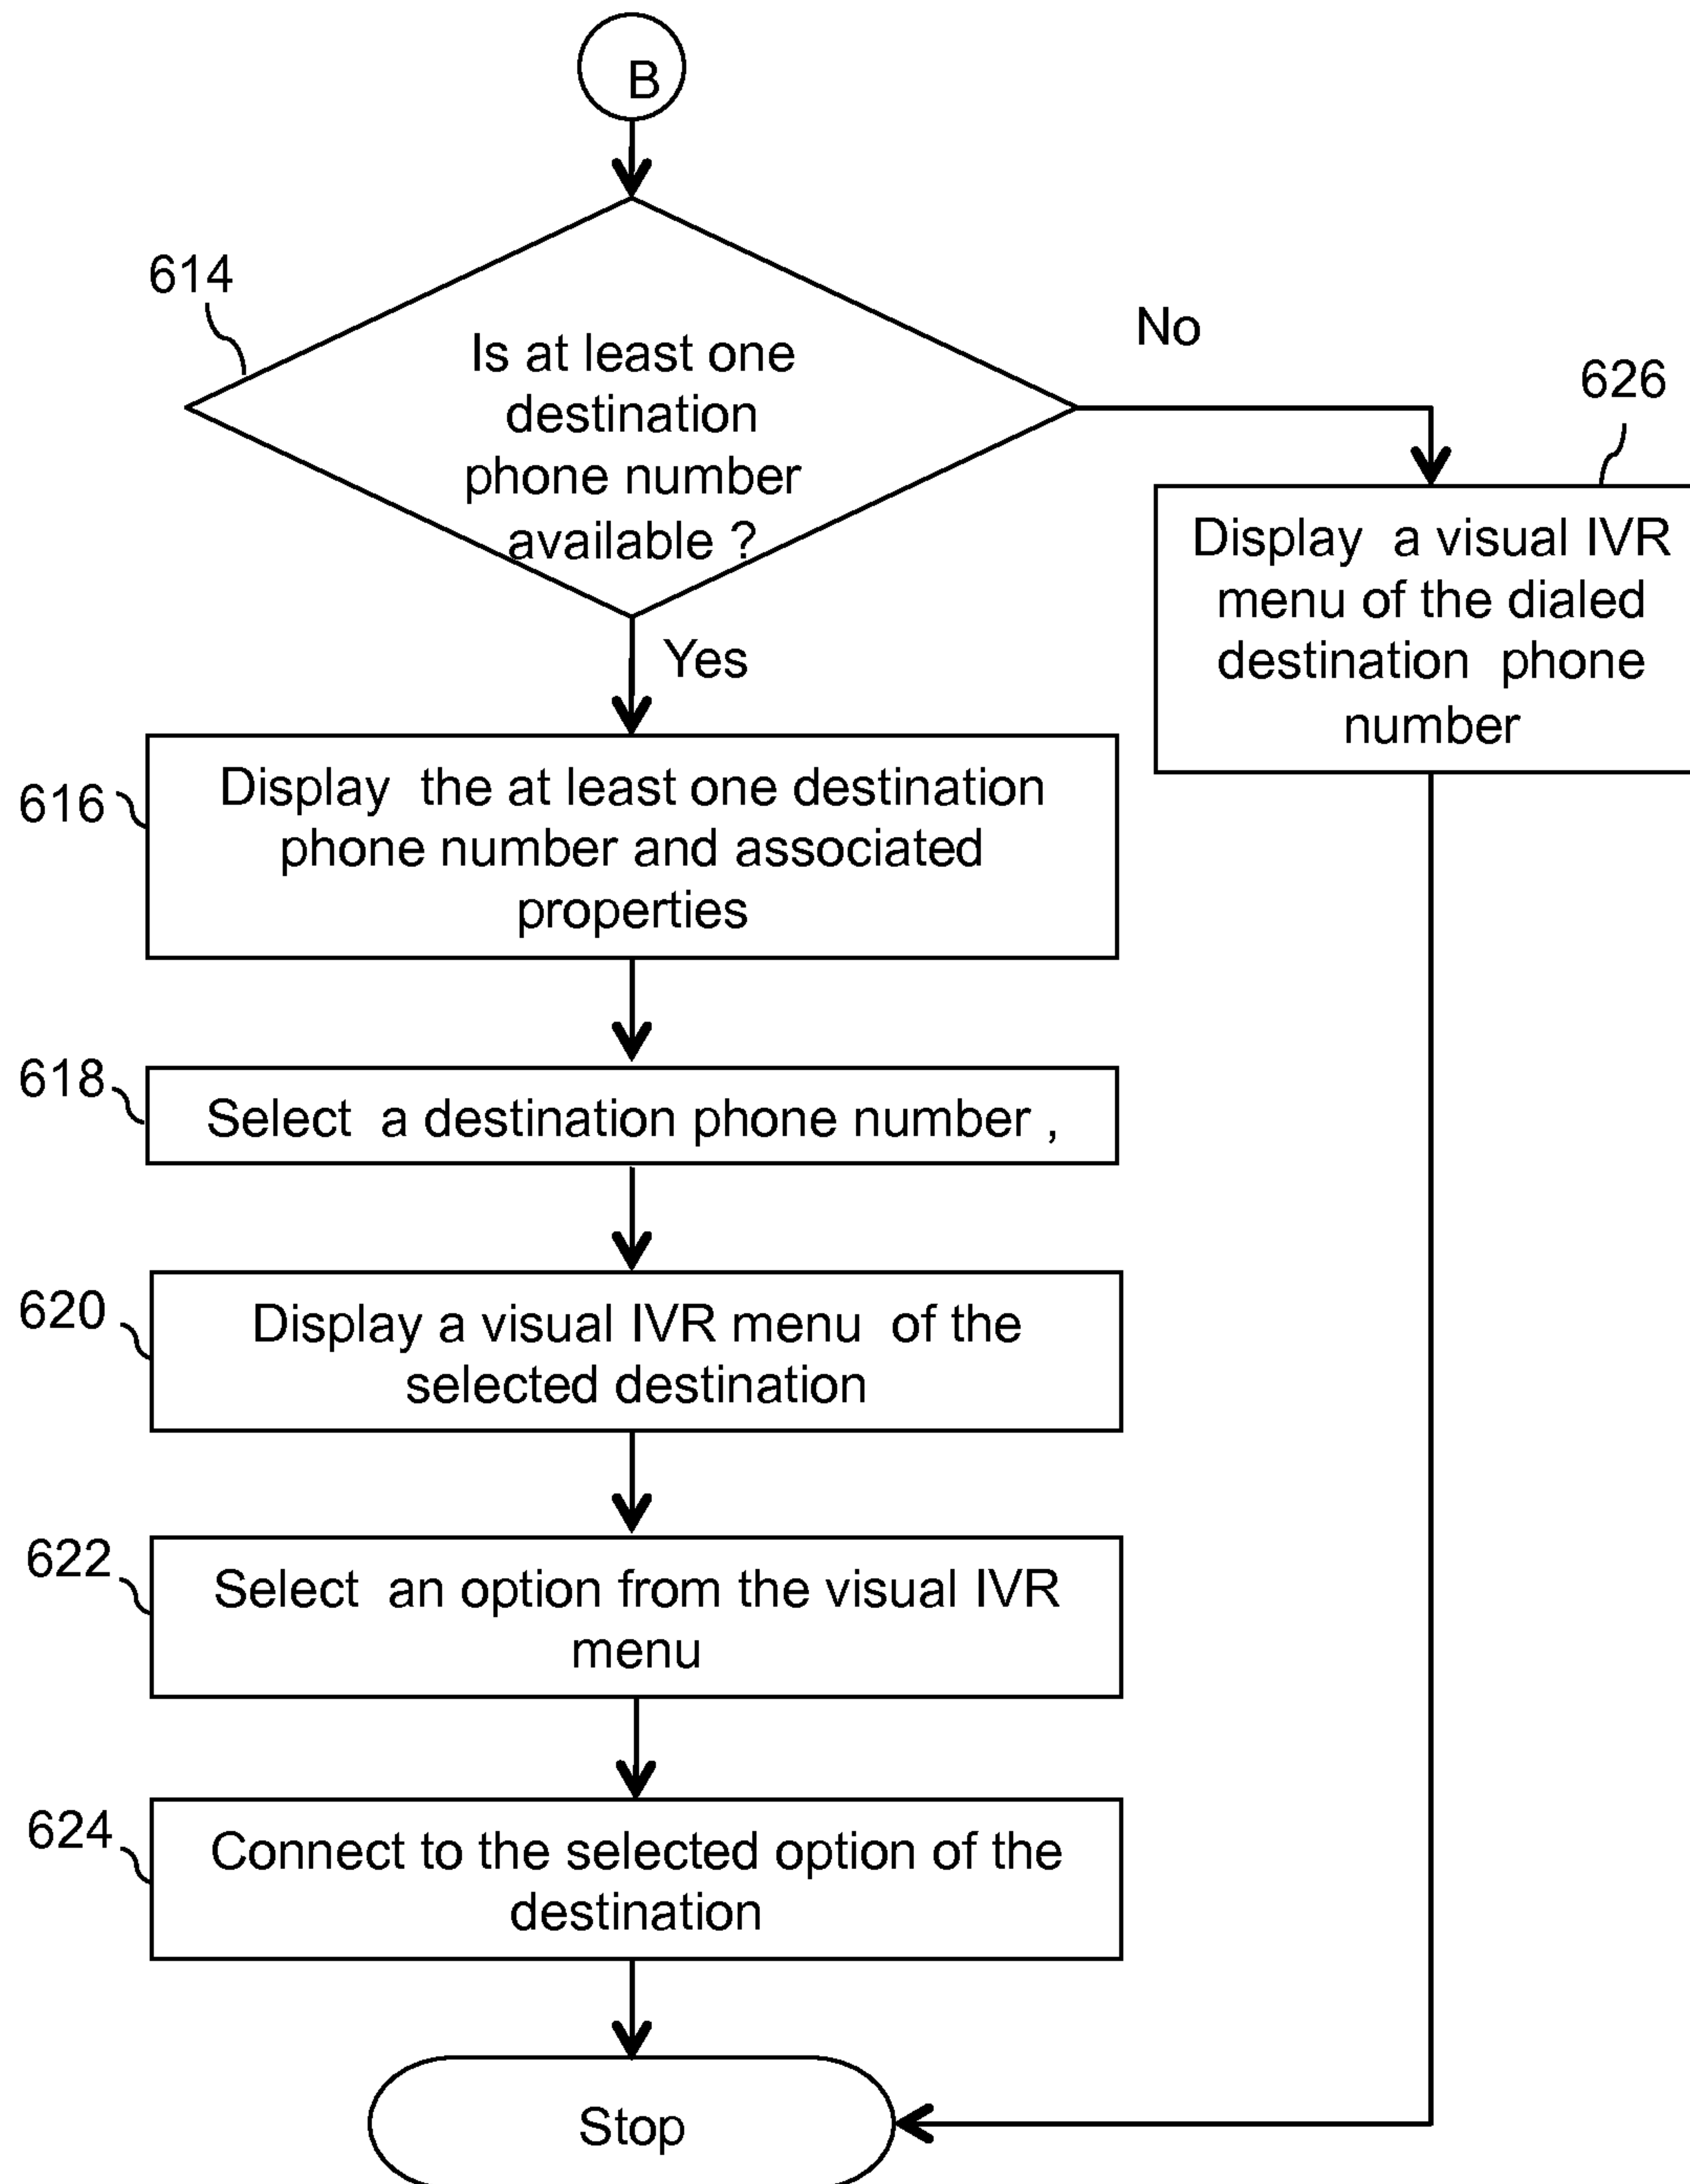 B
614
Is at least one
destination
phone number
available ?
No
626
Display a visual IVR
menu of the dialed
destination phone
number
Yes
616
Display the at least one destination
phone number and associated
properties
618
Select a destination phone number ,
620
Display a visual IVR menu of the
selected destination
622
Select an option from the visual IVR
menu
624
Connect to the selected option of the
destination
Stop